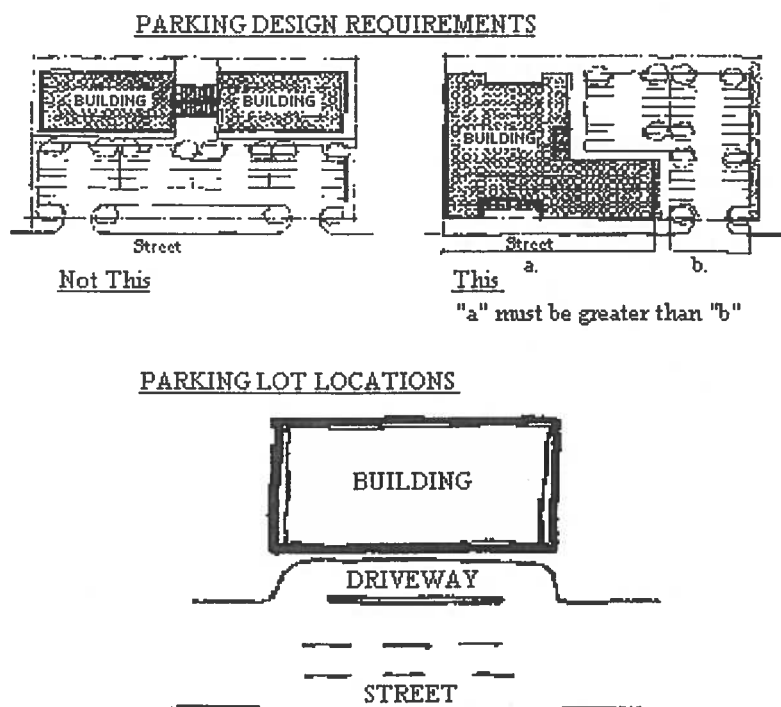 PARKING DESIGN REQUIREMENTS
BUILDING
BUILDING
Street
Not This
BUILDING
Street
a.
b.
This
"a" must be greater than "b"
PARKING LOT LOCATIONS
BUILDING
DRIVEWAY
STREET